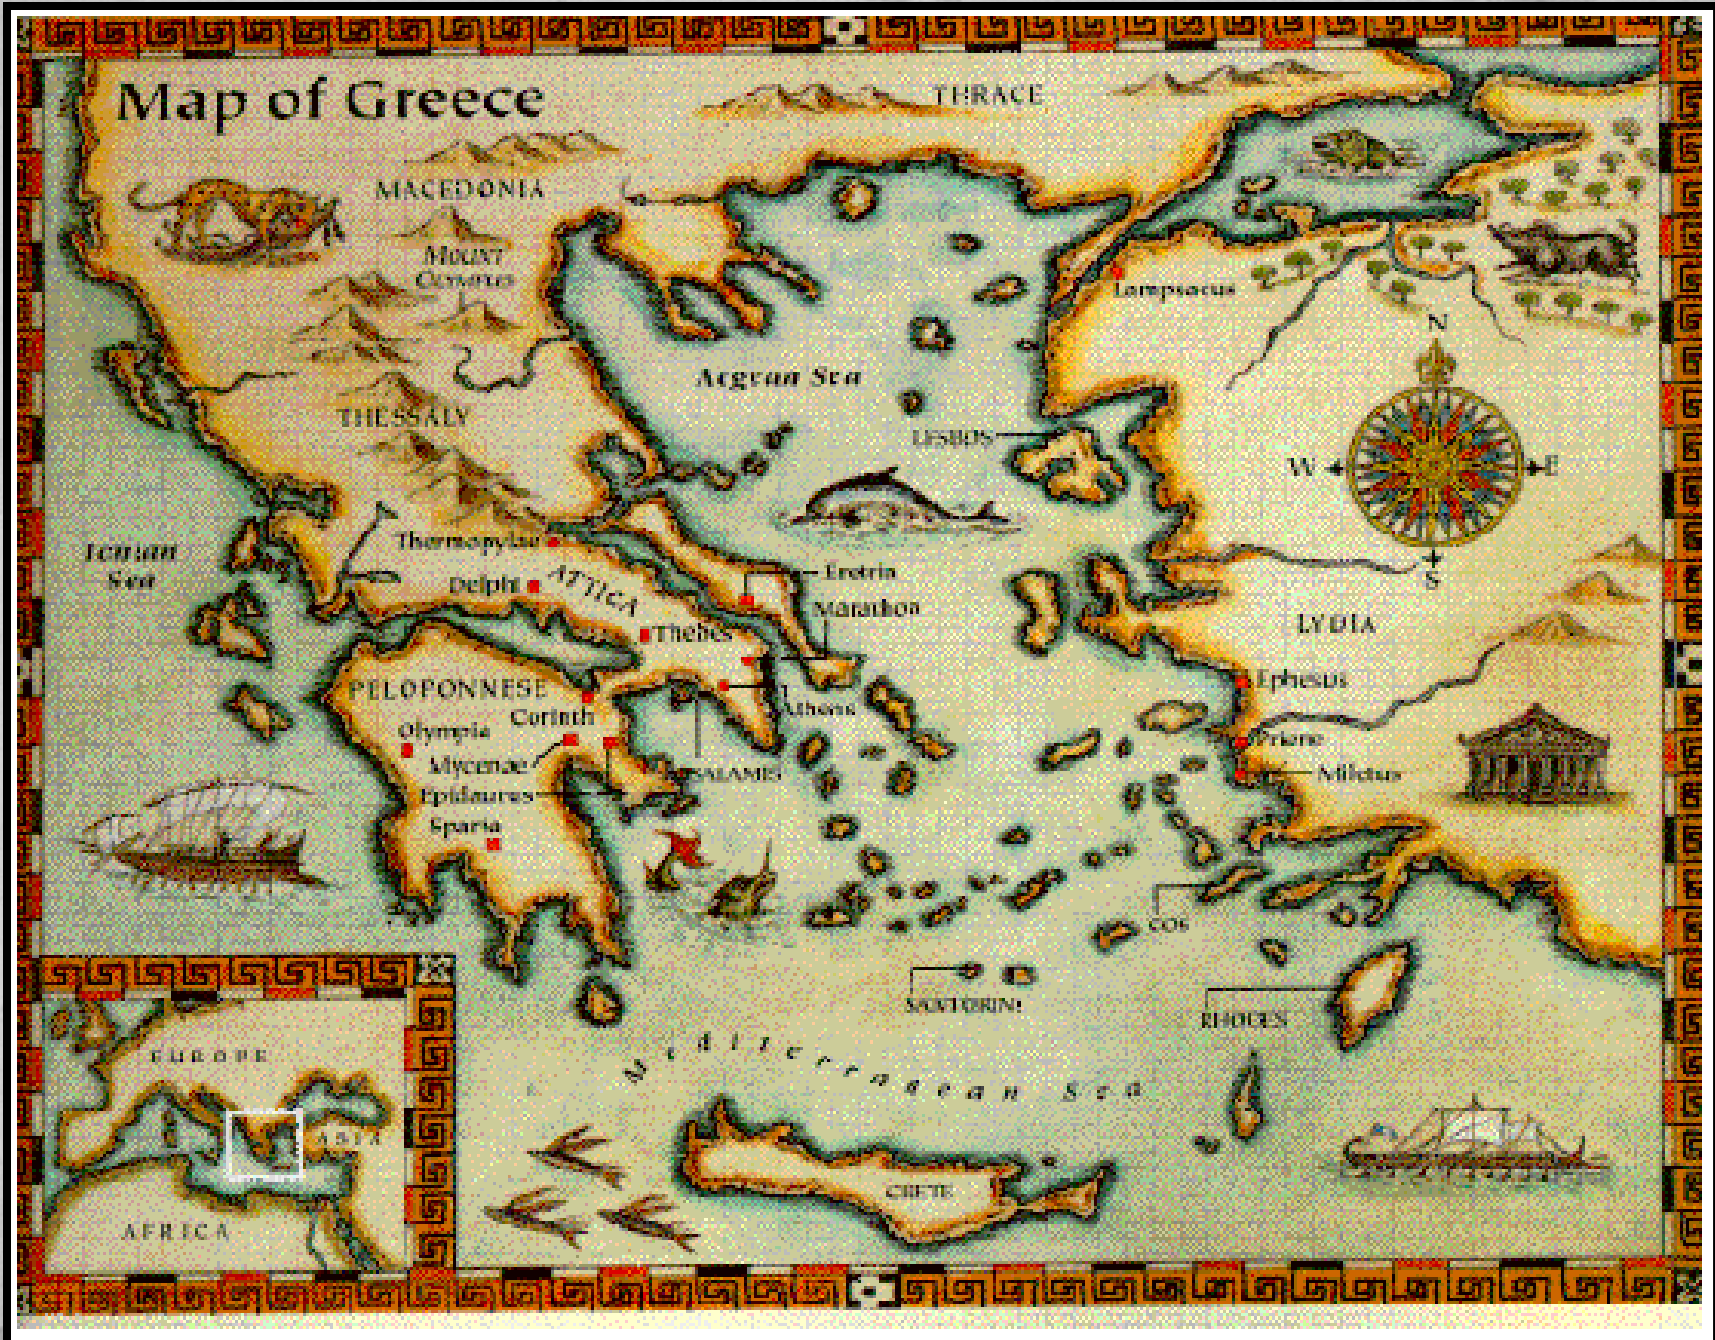 Map of Greece
THRACE
MACEDONIA
MOUNT
OLYMPUS
Lampsacus
N
Aegean Sea
THESSALY
LESBOS
W
E
S
Ionian
Sea
Thermopylae
Delphi
ATTICA
Eretria
Marathon
Thebes
LYDIA
PELOPONNESE
Ephesus
Corinth
Athens
Olympia
Priene
Mycenae
SALAMIS
Miletus
Epidaurus
Sparta
COS
SANTORINI
RHODES
Mediterranean Sea
EUROPE
ASIA
CRETE
AFRICA